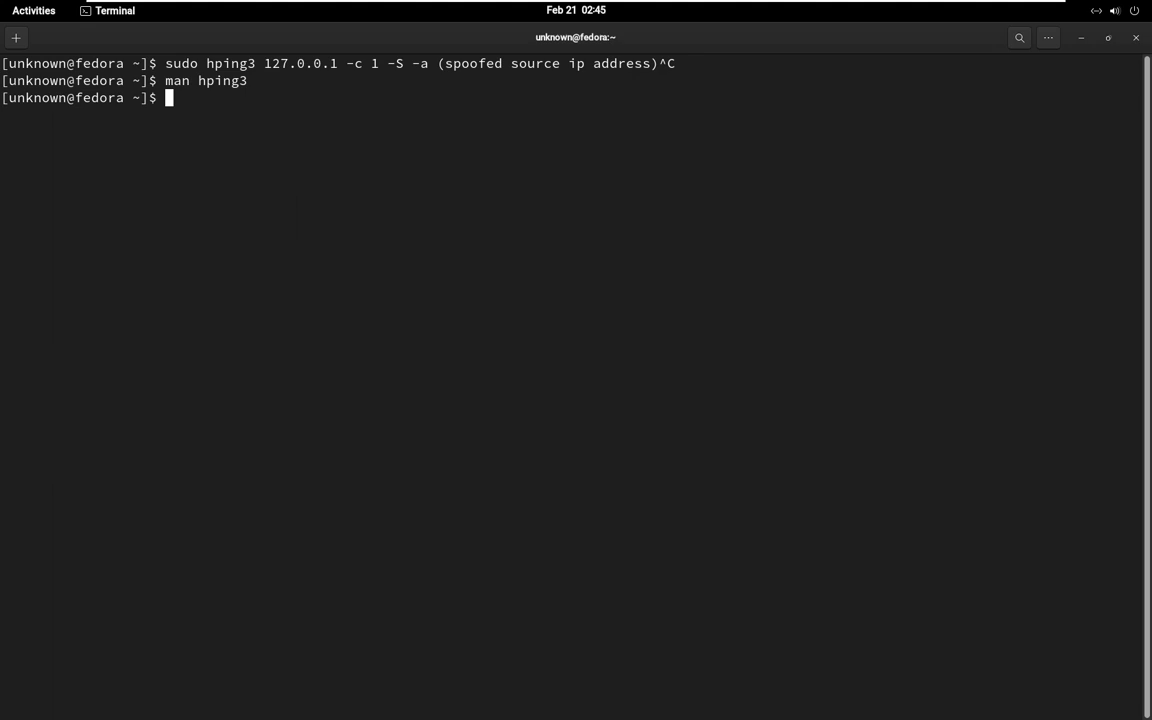 Activities Terminal Feb 21 02:45
unknown@fedora:~
[unknown@fedora ~]$ sudo hping3 127.0.0.1 -c 1 -S -a (spoofed source ip address)^C
[unknown@fedora ~]$ man hping3
[unknown@fedora ~]$